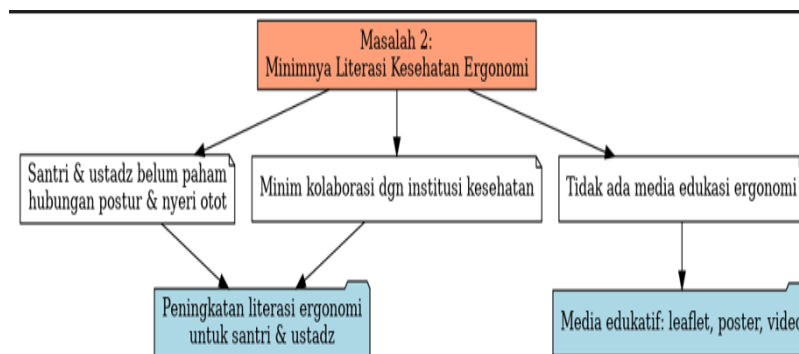 Masalah 2:
Minimnya Literasi Kesehatan Ergonomi
Santri & ustadz belum paham
hubungan postur & nyeri otot
Minim kolaborasi dgn institusi kesehatan
Tidak ada media edukasi ergonomi
Peningkatan literasi ergonomi
untuk santri & ustadz
Media edukatif: leaflet, poster, video